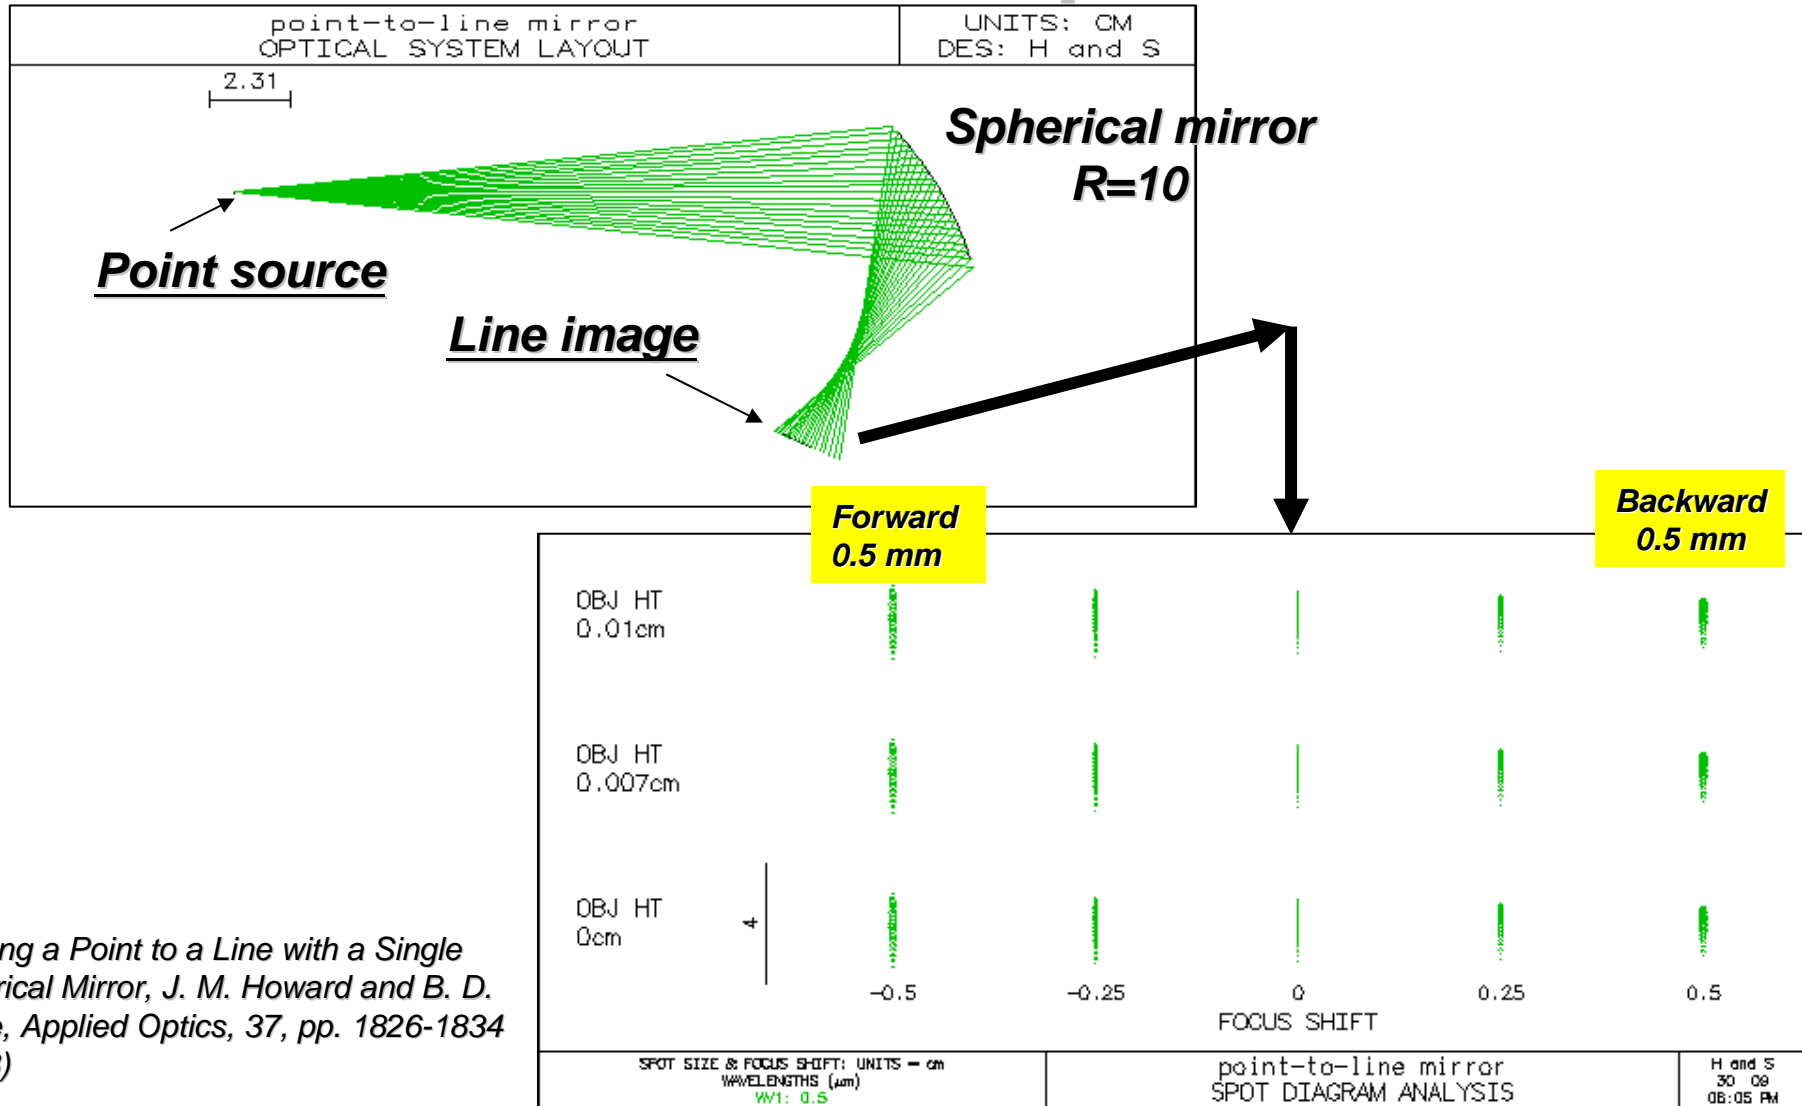 point-to-line mirror
OPTICAL SYSTEM LAYOUT
UNITS: CM
DES: H and S
2.31
Spherical mirror
R=10
Point source
Line image
Forward
0.5 mm
Backward
0.5 mm
OBJ HT
0.01cm
OBJ HT
0.007cm
OBJ HT
0cm
4
-0.5 -0.25 0 0.25 0.5
FOCUS SHIFT
ng a Point to a Line with a Single
rical Mirror, J. M. Howard and B. D.
e, Applied Optics, 37, pp. 1826-1834
)
SPOT SIZE & FOCUS SHIFT: UNITS = cm
WAVELENGTHS (μm)
WV1: 0.5
point-to-line mirror
SPOT DIAGRAM ANALYSIS
H and S
30 09
06:05 PM